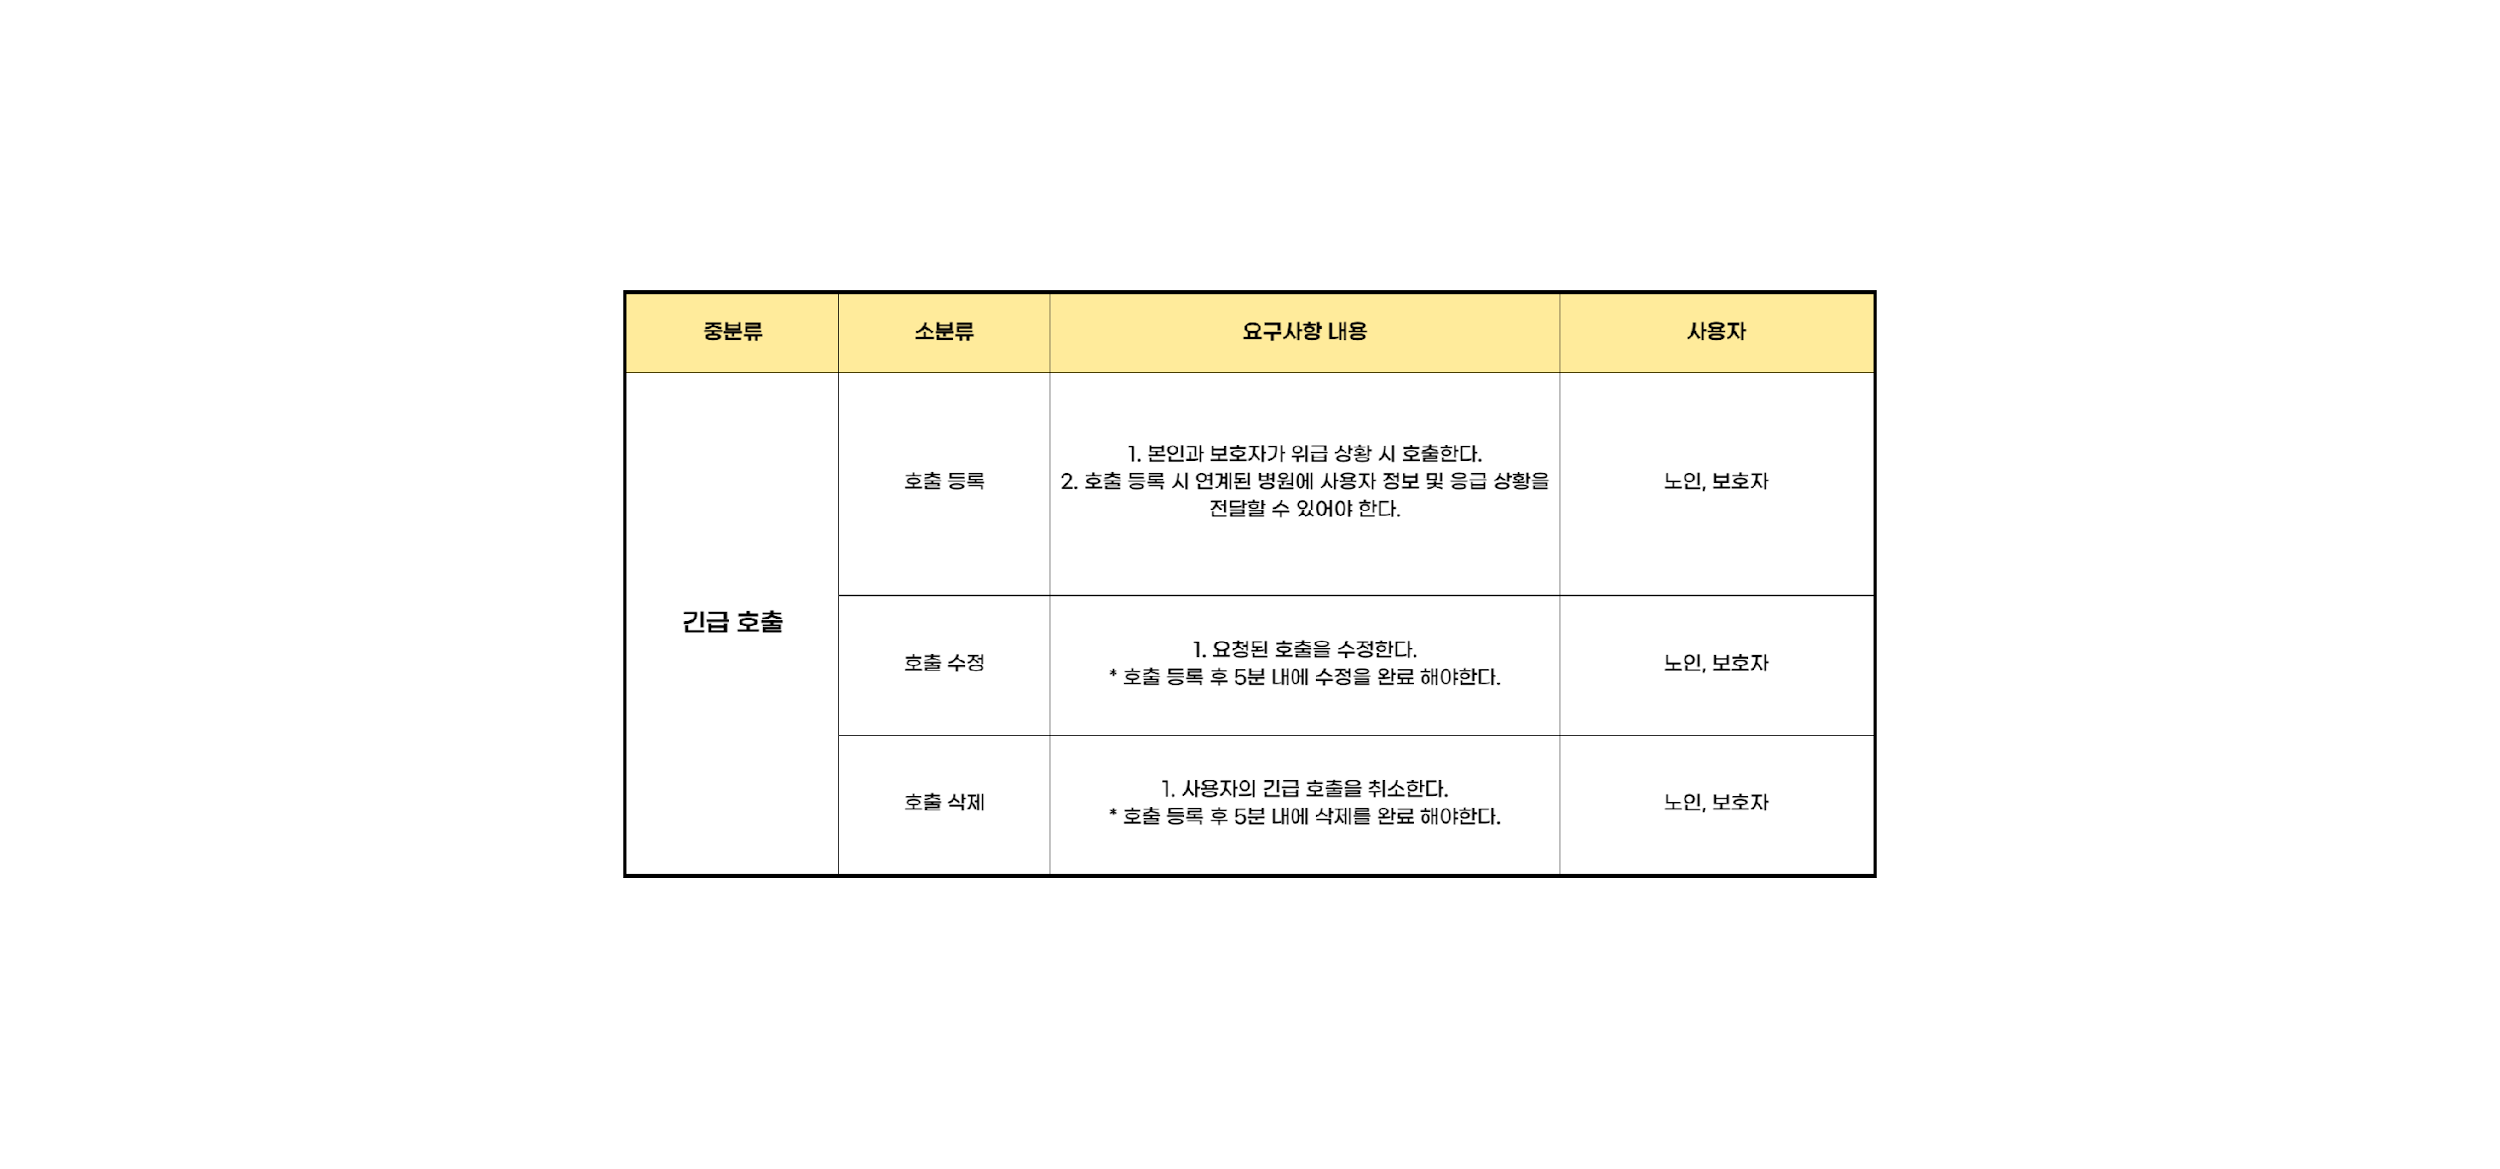 중분류 소분류 요구사항 내용 사용자
긴급 호출
호출 등록
1. 본인과 보호자가 위급 상황 시 호출한다.
2. 호출 등록 시 연계된 병원에 사용자 정보 및 응급 상황을
전달할 수 있어야 한다.
노인, 보호자
호출 수정
1. 요청된 호출을 수정한다.
* 호출 등록 후 5분 내에 수정을 완료 해야한다.
노인, 보호자
호출 삭제
1. 사용자의 긴급 호출을 취소한다.
* 호출 등록 후 5분 내에 삭제를 완료 해야한다.
노인, 보호자